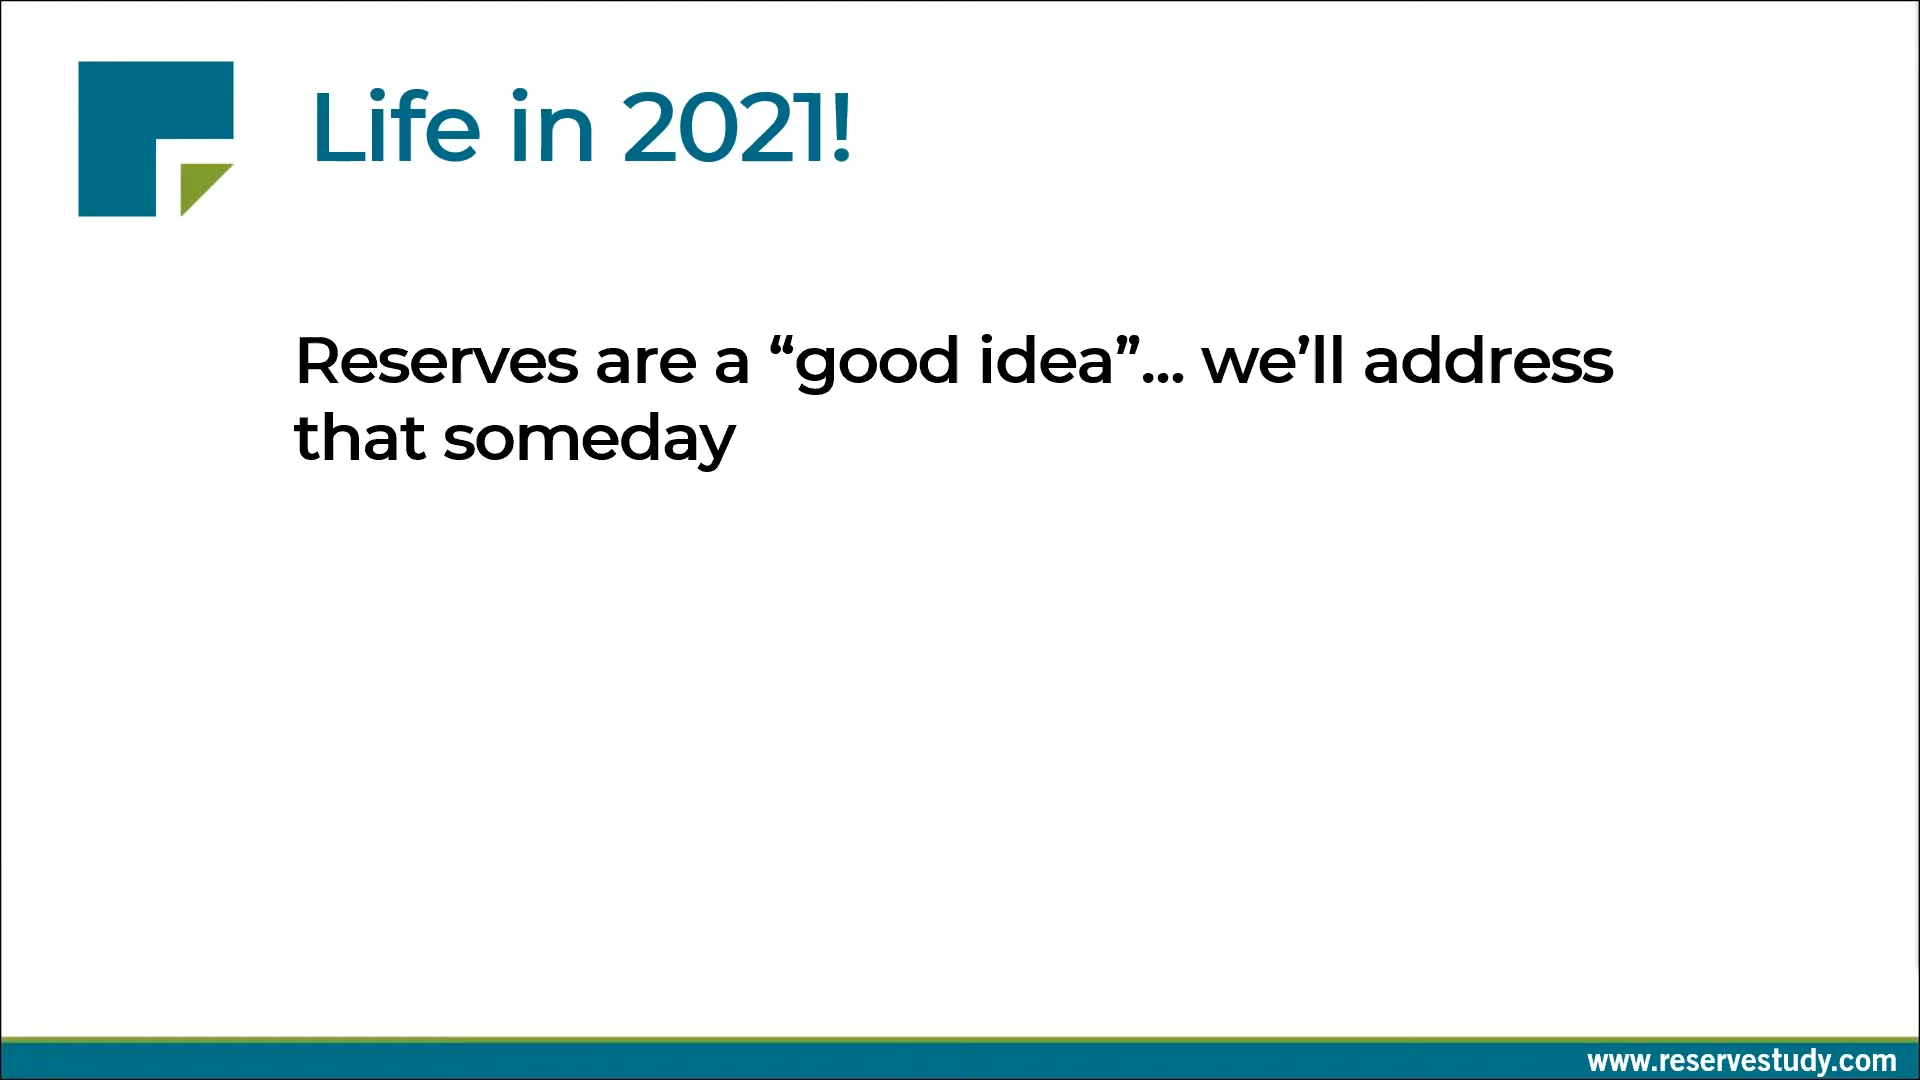 Life in 2021!
Reserves are a “good idea”... we’ll address
that someday
www.reservestudy.com